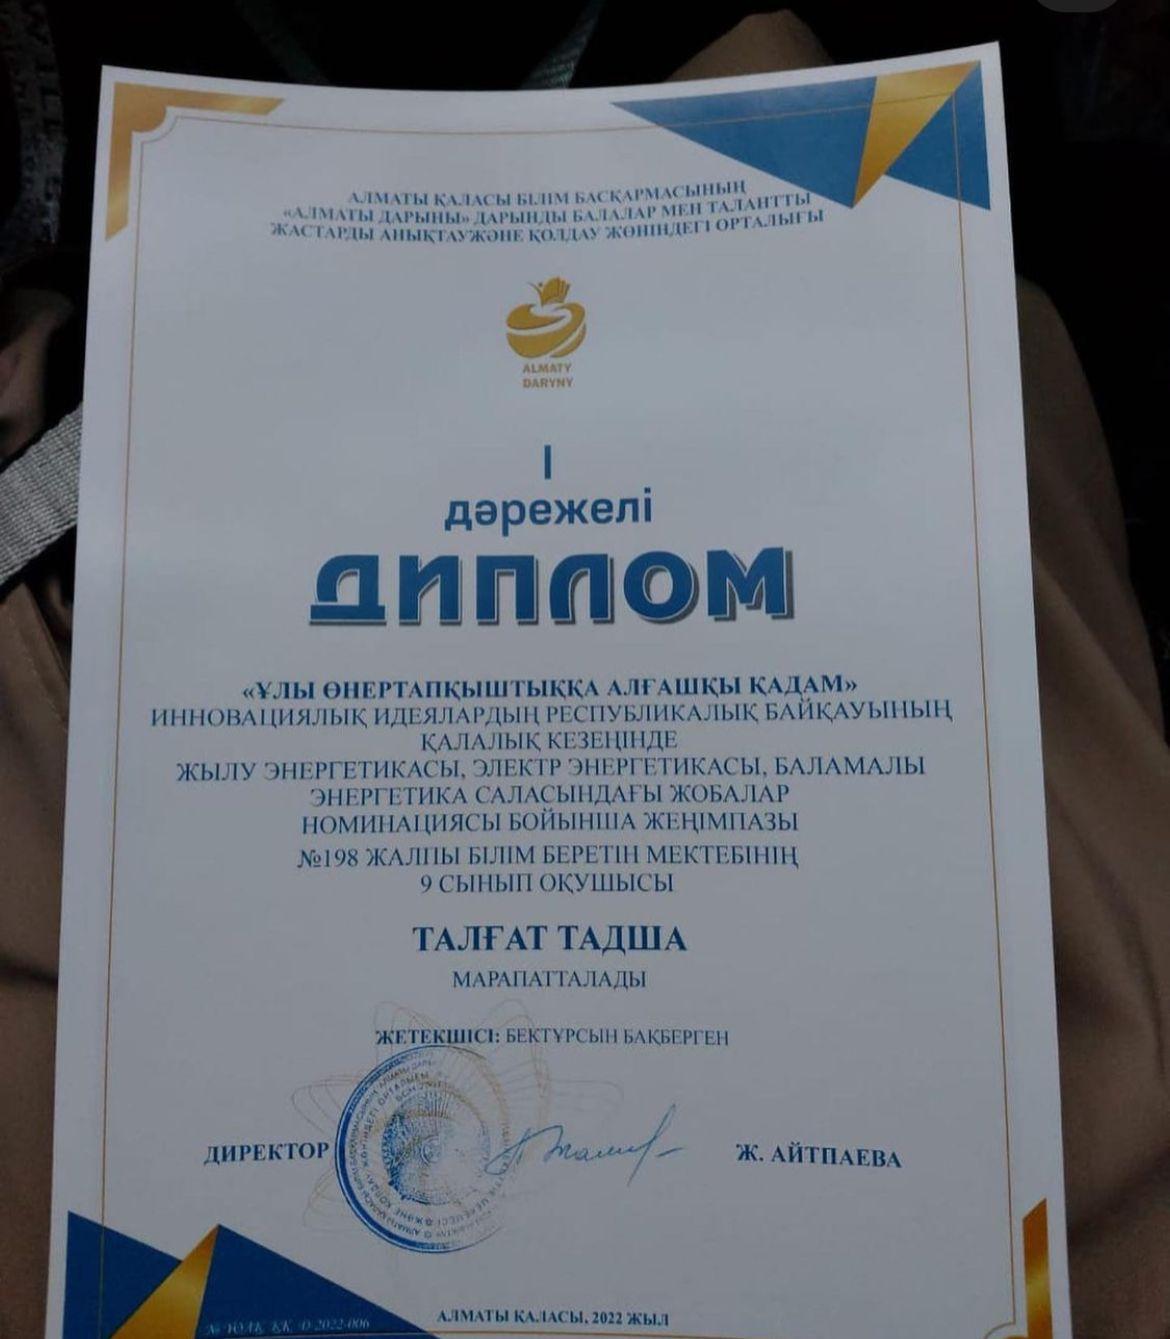 АЛМАТЫ ҚАЛАСЫ БІЛІМ БАСҚАРМАСЫНЫҢ
«АЛМАТЫ ДАРЫНЫ» ДАРЫНДЫ БАЛАЛАР МЕН ТАЛАНТТЫ
ЖАСТАРДЫ АНЫҚТАУЖӘНЕ ҚОЛДАУ ЖӨНІНДЕГІ ОРТАЛЫҒЫ
ALMATY
DARYNY
I
дәрежелі
ДИПЛОМ
«ҰЛЫ ӨНЕРТАПҚЫШТЫҚҚА АЛҒАШҚЫ ҚАДАМ»
ИННОВАЦИЯЛЫҚ ИДЕЯЛАРДЫҢ РЕСПУБЛИКАЛЫҚ БАЙҚАУЫНЫҢ
ҚАЛАЛЫҚ КЕЗЕҢІНДЕ
ЖЫЛУ ЭНЕРГЕТИКАСЫ, ЭЛЕКТР ЭНЕРГЕТИКАСЫ, БАЛАМАЛЫ
ЭНЕРГЕТИКА САЛАСЫНДАҒЫ ЖОБАЛАР
НОМИНАЦИЯСЫ БОЙЫНША ЖЕҢІМПАЗЫ
№198 ЖАЛПЫ БІЛІМ БЕРЕТІН МЕКТЕБІНІҢ
9 СЫНЫП ОҚУШЫСЫ
ТАЛҒАТ ТАДША
МАРАПАТТАЛАДЫ
ЖЕТЕКШІСІ: БЕКТҰРСЫН БАҚБЕРГЕН
ДИРЕКТОР
Ж. АЙТПАЕВА
АЛМАТЫ ҚАЛАСЫ, 2022 ЖЫЛ